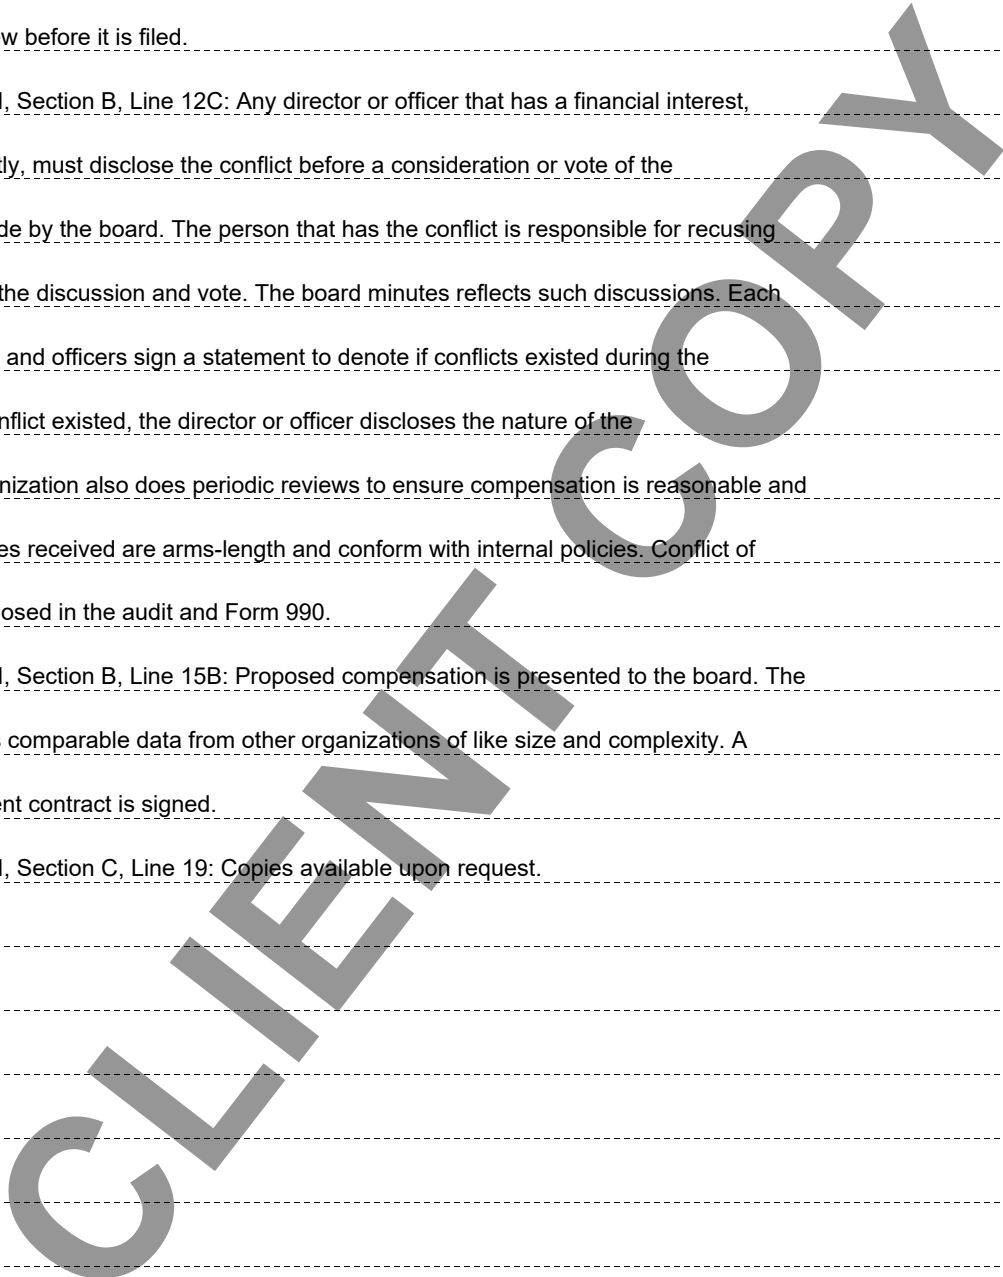 w before it is filed.
I, Section B, Line 12C: Any director or officer that has a financial interest,
tly, must disclose the conflict before a consideration or vote of the
de by the board. The person that has the conflict is responsible for recusing
the discussion and vote. The board minutes reflects such discussions. Each
and officers sign a statement to denote if conflicts existed during the
nflict existed, the director or officer discloses the nature of the
nization also does periodic reviews to ensure compensation is reasonable and
es received are arms-length and conform with internal policies. Conflict of
osed in the audit and Form 990.
I, Section B, Line 15B: Proposed compensation is presented to the board. The
s comparable data from other organizations of like size and complexity. A
ent contract is signed.
I, Section C, Line 19: Copies available upon request.
CLIENT COPY